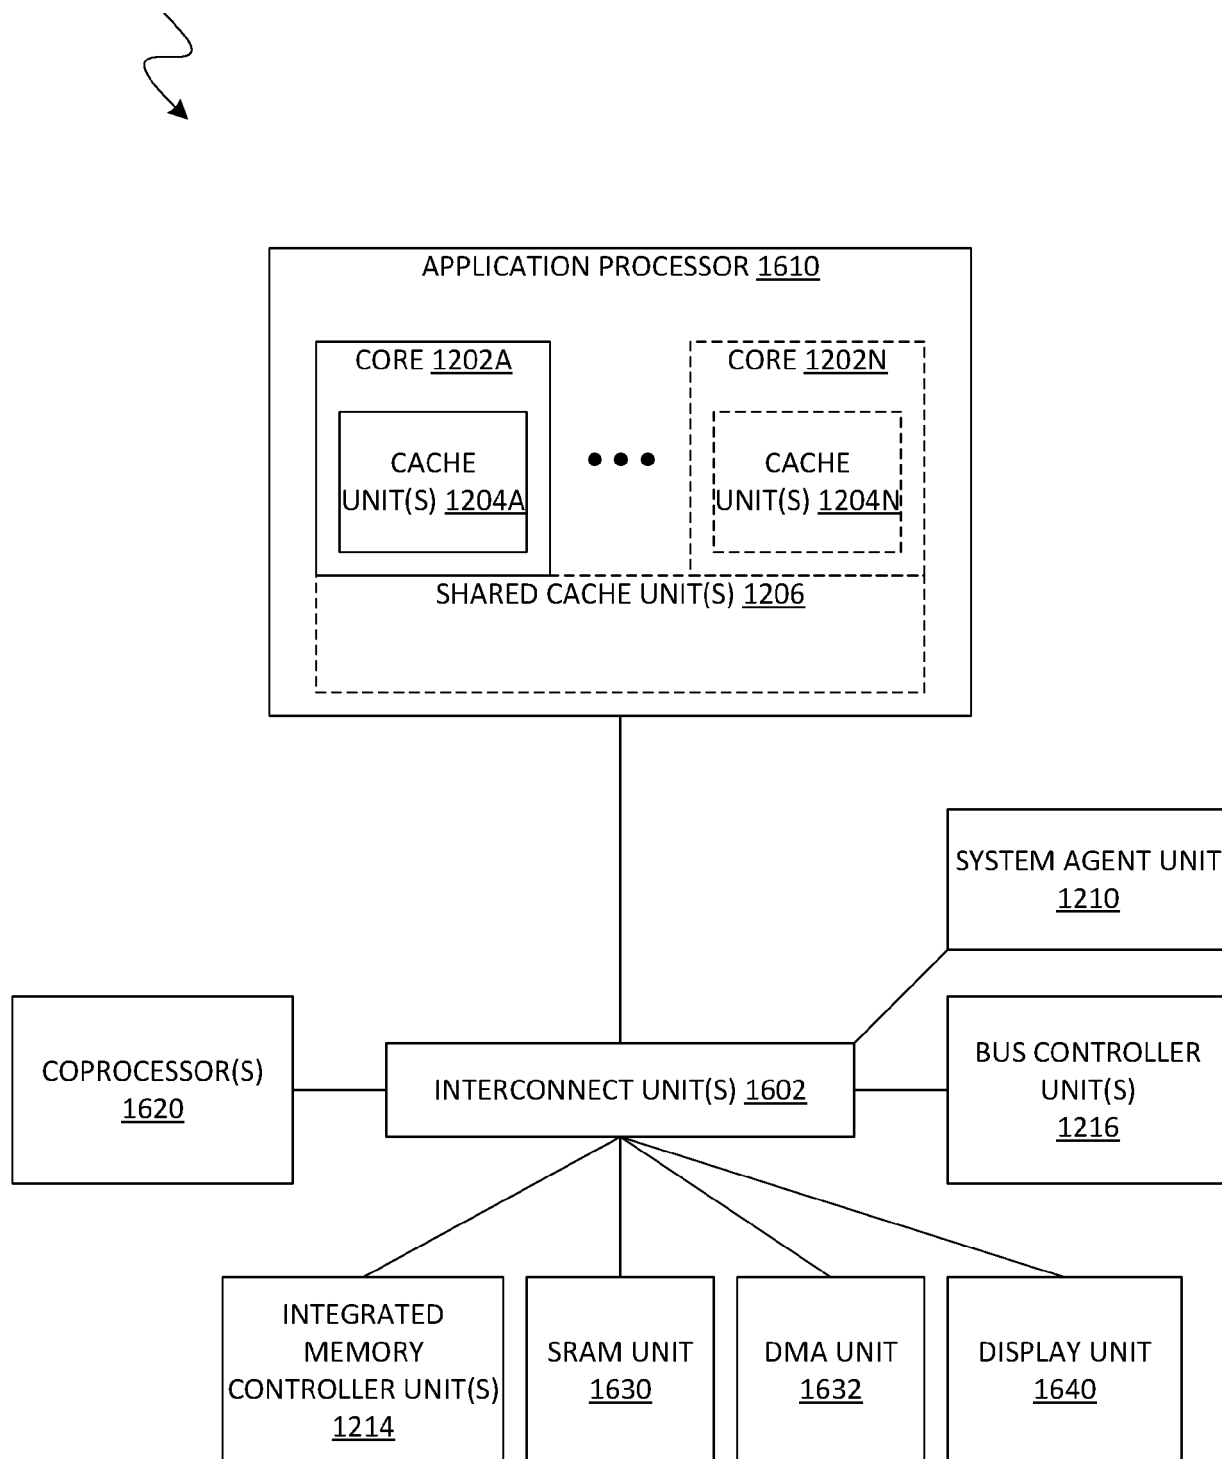 APPLICATION PROCESSOR 1610
CORE 1202A
CORE 1202N
CACHE
UNIT(S) 1204A
CACHE
UNIT(S) 1204N
SHARED CACHE UNIT(S) 1206
SYSTEM AGENT UNIT
1210
COPROCESSOR(S)
1620
INTERCONNECT UNIT(S) 1602
BUS CONTROLLER
UNIT(S)
1216
INTEGRATED
MEMORY
CONTROLLER UNIT(S)
1214
SRAM UNIT
1630
DMA UNIT
1632
DISPLAY UNIT
1640